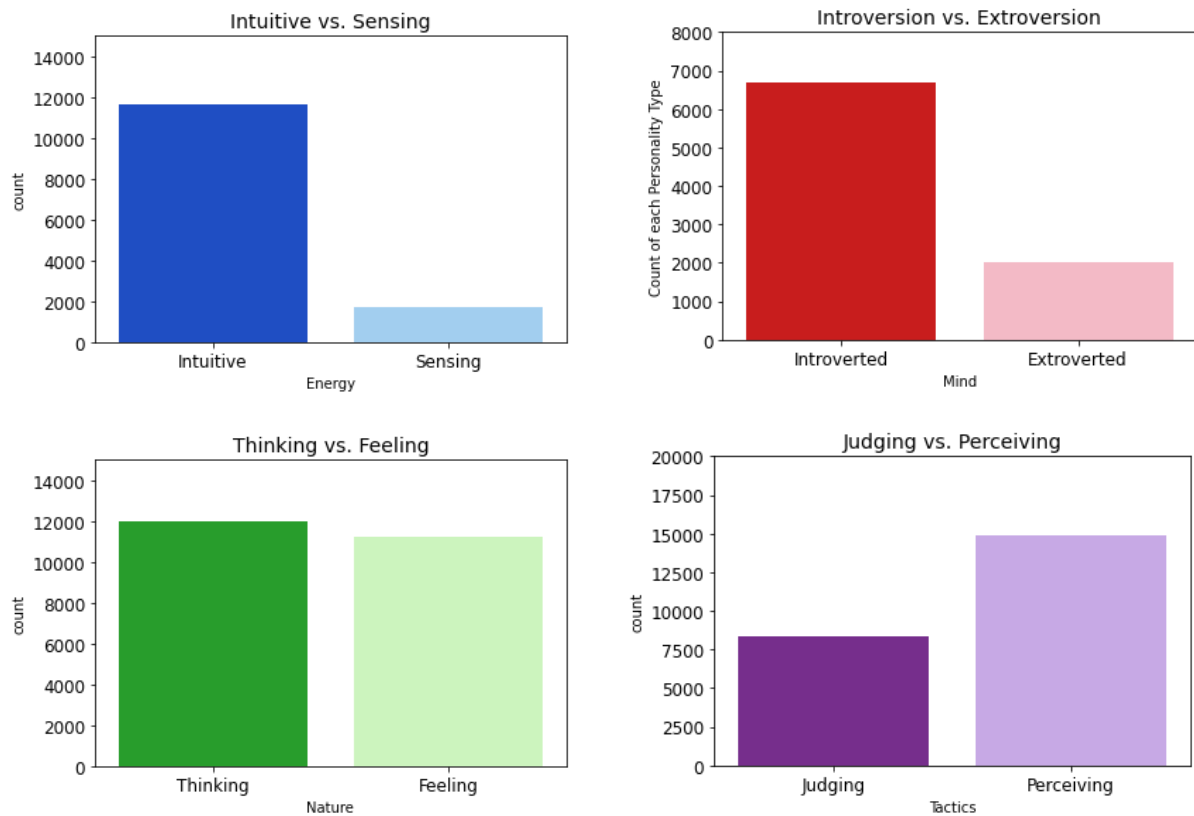 Intuitive vs. Sensing
14000
12000
10000
8000
6000
4000
2000
0
count
Intuitive
Sensing
Energy
Introversion vs. Extroversion
8000
7000
6000
5000
4000
3000
2000
1000
0
Count of each Personality Type
Introverted
Extroverted
Mind
Thinking vs. Feeling
14000
12000
10000
8000
6000
4000
2000
0
count
Thinking
Feeling
Nature
Judging vs. Perceiving
20000
17500
15000
12500
10000
7500
5000
2500
0
count
Judging
Perceiving
Tactics